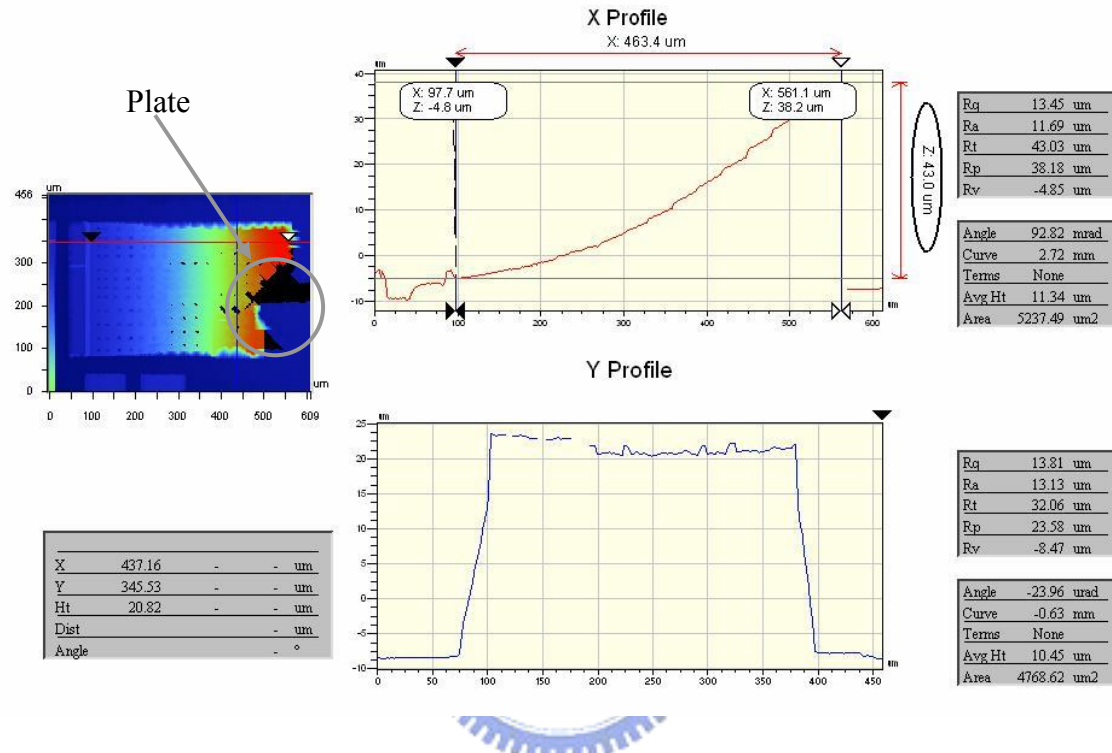 X Profile
X: 463.4 um
um
40
30
20
10
0
-10
X: 97.7 um
Z: -4.8 um
X: 561.1 um
Z: 38.2 um
Z: 43.0 um
0 100 200 300 400 500 600
um
Rq 13.45 um
Ra 11.69 um
Rt 43.03 um
Rp 38.18 um
Rv -4.85 um
Angle 92.82 mrad
Curve 2.72 mm
Terms None
Avg Ht 11.34 um
Area 5237.49 um2
Plate
um
456
300
200
100
0
um
0 100 200 300 400 500 609
Y Profile
um
25
20
15
10
5
0
-5
-10
0 50 100 150 200 250 300 350 400 450
um
Rq 13.81 um
Ra 13.13 um
Rt 32.06 um
Rp 23.58 um
Rv -8.47 um
X 437.16 - - um
Y 345.53 - - um
Ht 20.82 - - um
Dist - um
Angle - °
Angle -23.96 urad
Curve -0.63 mm
Terms None
Avg Ht 10.45 um
Area 4768.62 um2